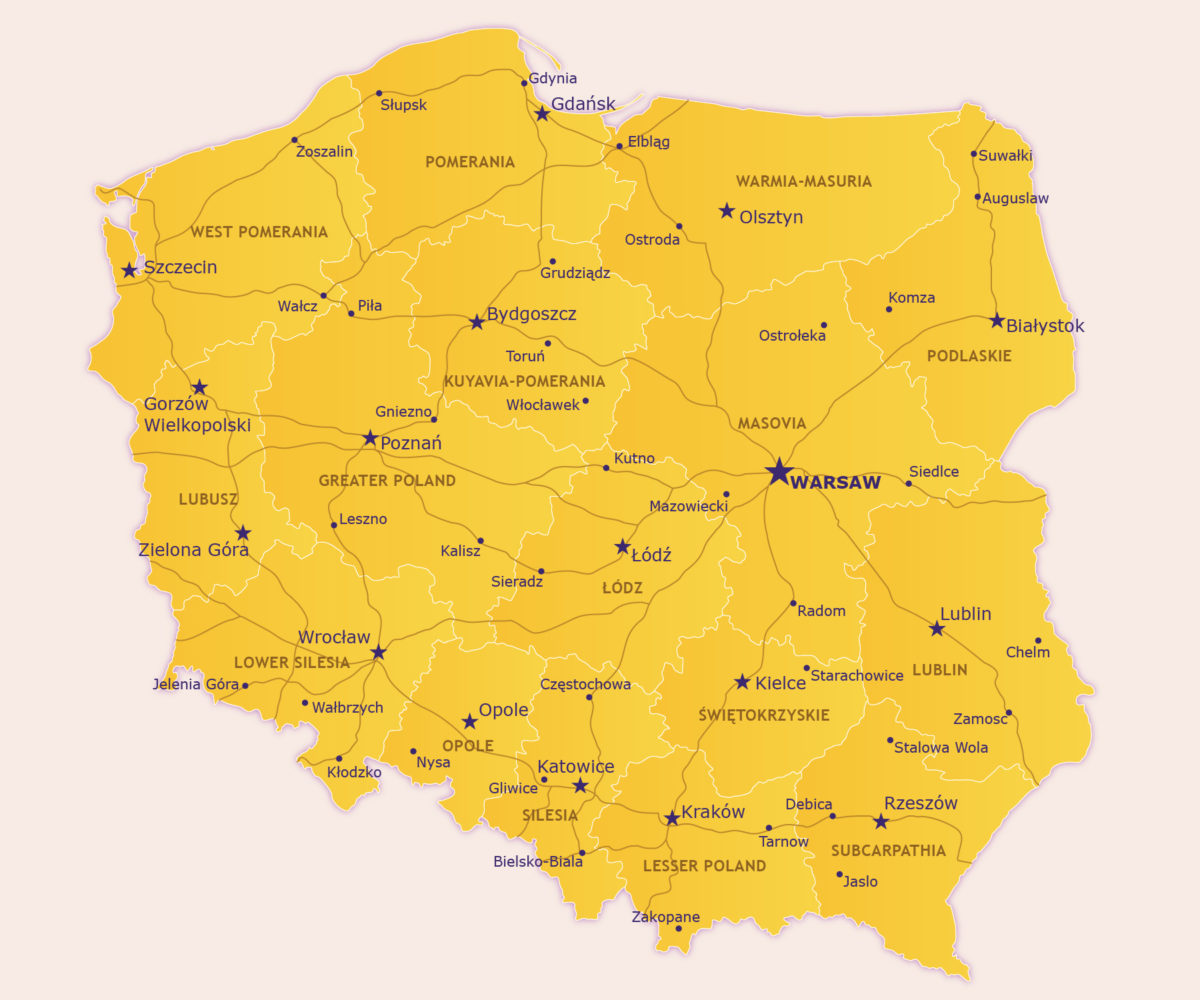 Gdynia
Słupsk
Gdańsk
Elbląg
Żoszalin
Suwałki
POMERANIA
WARMIA-MASURIA
Auguslaw
Olsztyn
WEST POMERANIA
Ostroda
Szczecin
Grudziądz
Wałcz
Piła
Komza
Bydgoszcz
Białystok
Ostrołeka
Toruń
PODLASKIE
KUYAVIA-POMERANIA
Gorzów
Wielkopolski
Gniezno
Włocławek
MASOVIA
Poznań
Kutno
Siedlce
GREATER POLAND
WARSAW
LUBUSZ
Mazowiecki
Leszno
Zielona Góra
Kalisz
Łódź
Sieradz
ŁÓDZ
Radom
Lublin
Wrocław
Chelm
LOWER SILESIA
LUBLIN
Jelenia Góra
Częstochowa
Kielce
Starachowice
Wałbrzych
Opole
ŚWIĘTOKRZYSKIE
Zamosc
OPOLE
Stalowa Wola
Nysa
Katowice
Kłodzko
Gliwice
Debica
Rzeszów
SILESIA
Kraków
Tarnow
SUBCARPATHIA
Bielsko-Biala
LESSER POLAND
Jaslo
Zakopane